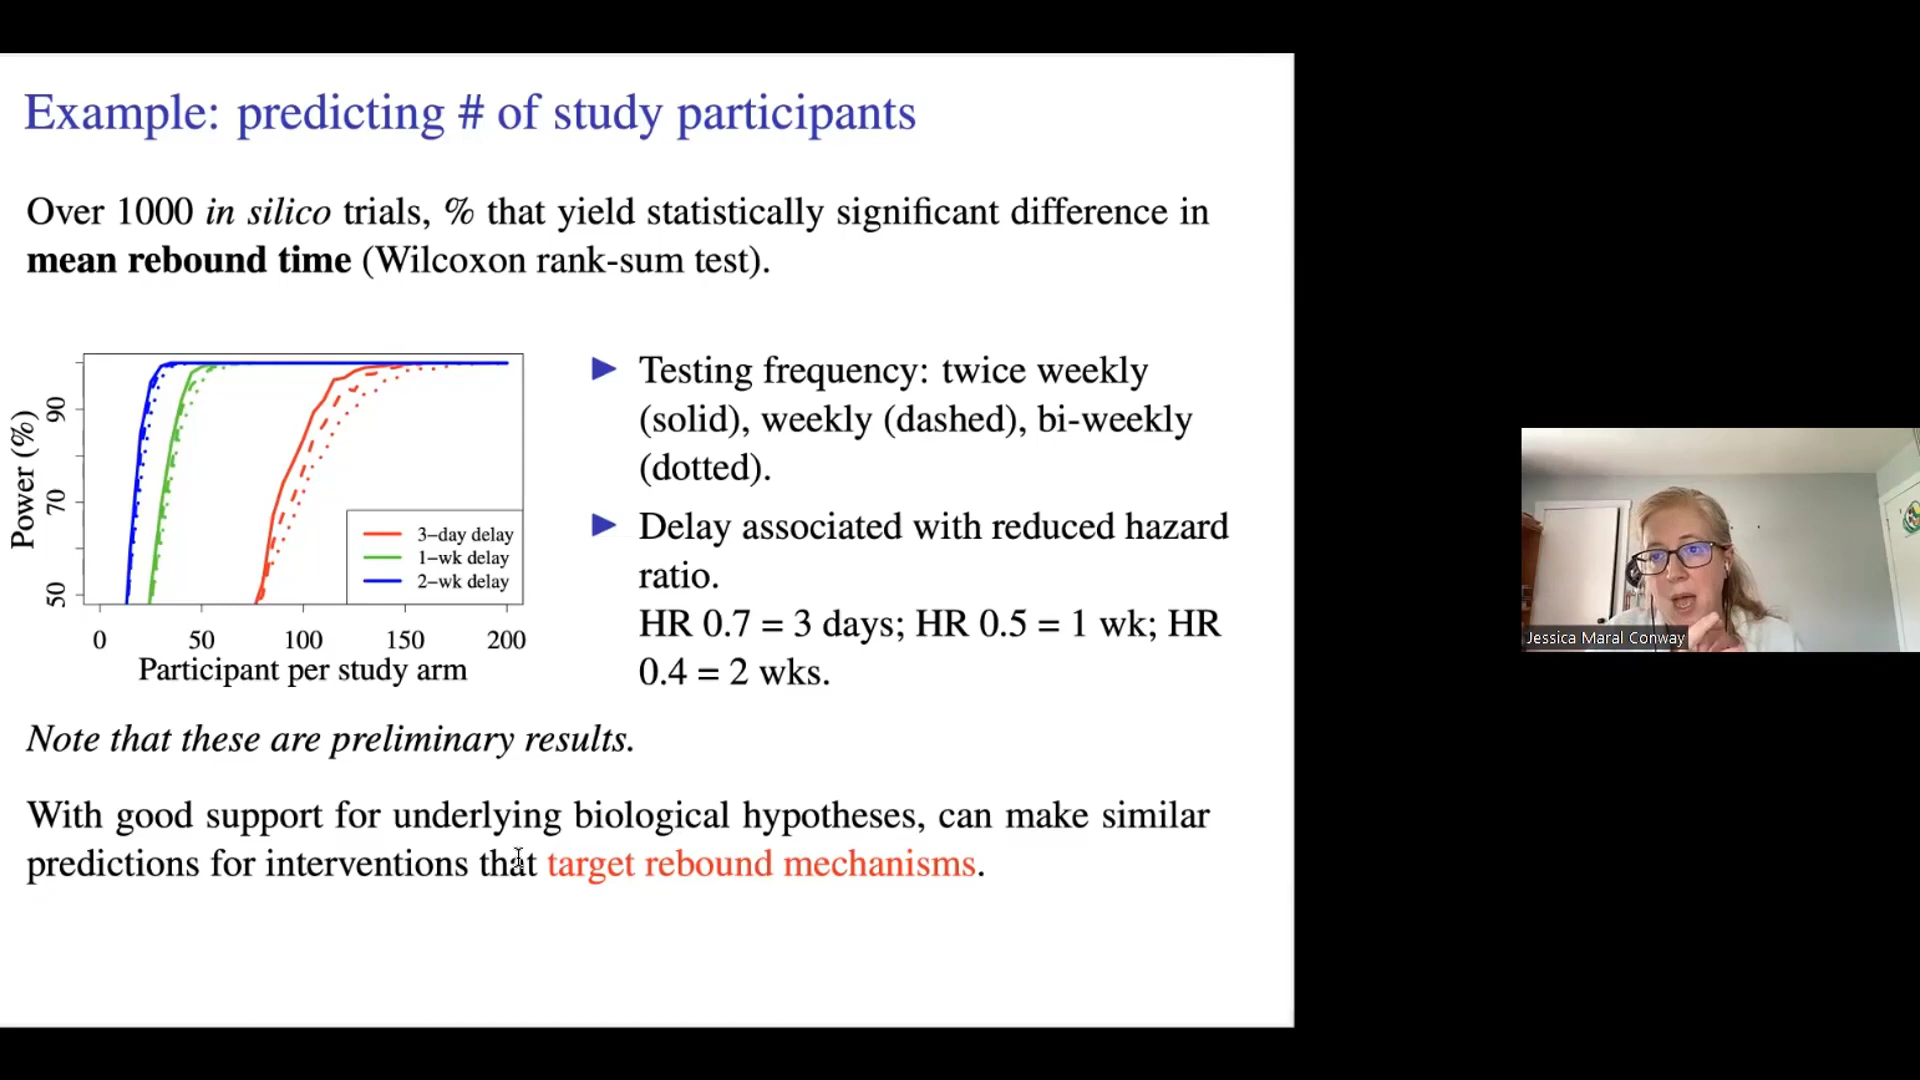 Example: predicting # of study participants
Over 1000 in silico trials, % that yield statistically significant difference in
mean rebound time (Wilcoxon rank-sum test).
Power (%)
90
70
50
3−day delay
1−wk delay
2−wk delay
0 50 100 150 200
Participant per study arm
▶ Testing frequency: twice weekly
(solid), weekly (dashed), bi-weekly
(dotted).
▶ Delay associated with reduced hazard
ratio.
HR 0.7 = 3 days; HR 0.5 = 1 wk; HR
0.4 = 2 wks.
Note that these are preliminary results.
With good support for underlying biological hypotheses, can make similar
predictions for interventions that target rebound mechanisms.
Jessica Maral Conway